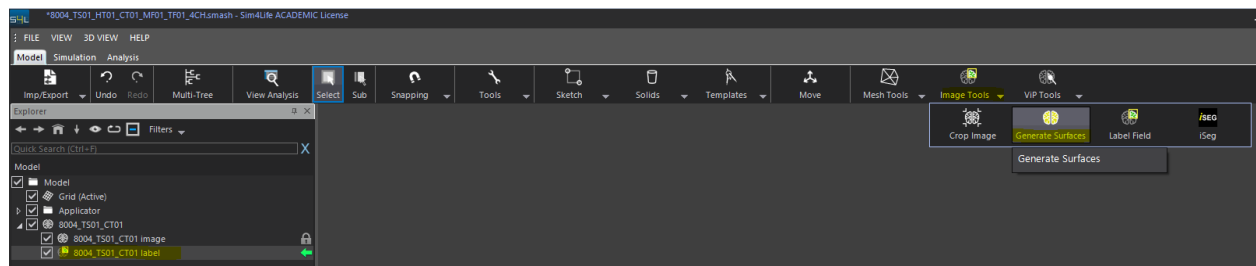 S4L *8004_TS01_HT01_CT01_MF01_TF01_4CH.smash - Sim4Life ACADEMIC License
FILE VIEW 3D VIEW HELP
Model Simulation Analysis
Imp/Export Undo Redo Multi-Tree View Analysis Select Sub Snapping Tools Sketch Solids Templates Move Mesh Tools Image Tools ViP Tools
Explorer
Filters
Quick Search (Ctrl+F) X
Model
Model
Grid (Active)
Applicator
8004_TS01_CT01
8004_TS01_CT01 image
8004_TS01_CT01 label
iSEG
Crop Image Generate Surfaces Label Field iSeg
Generate Surfaces